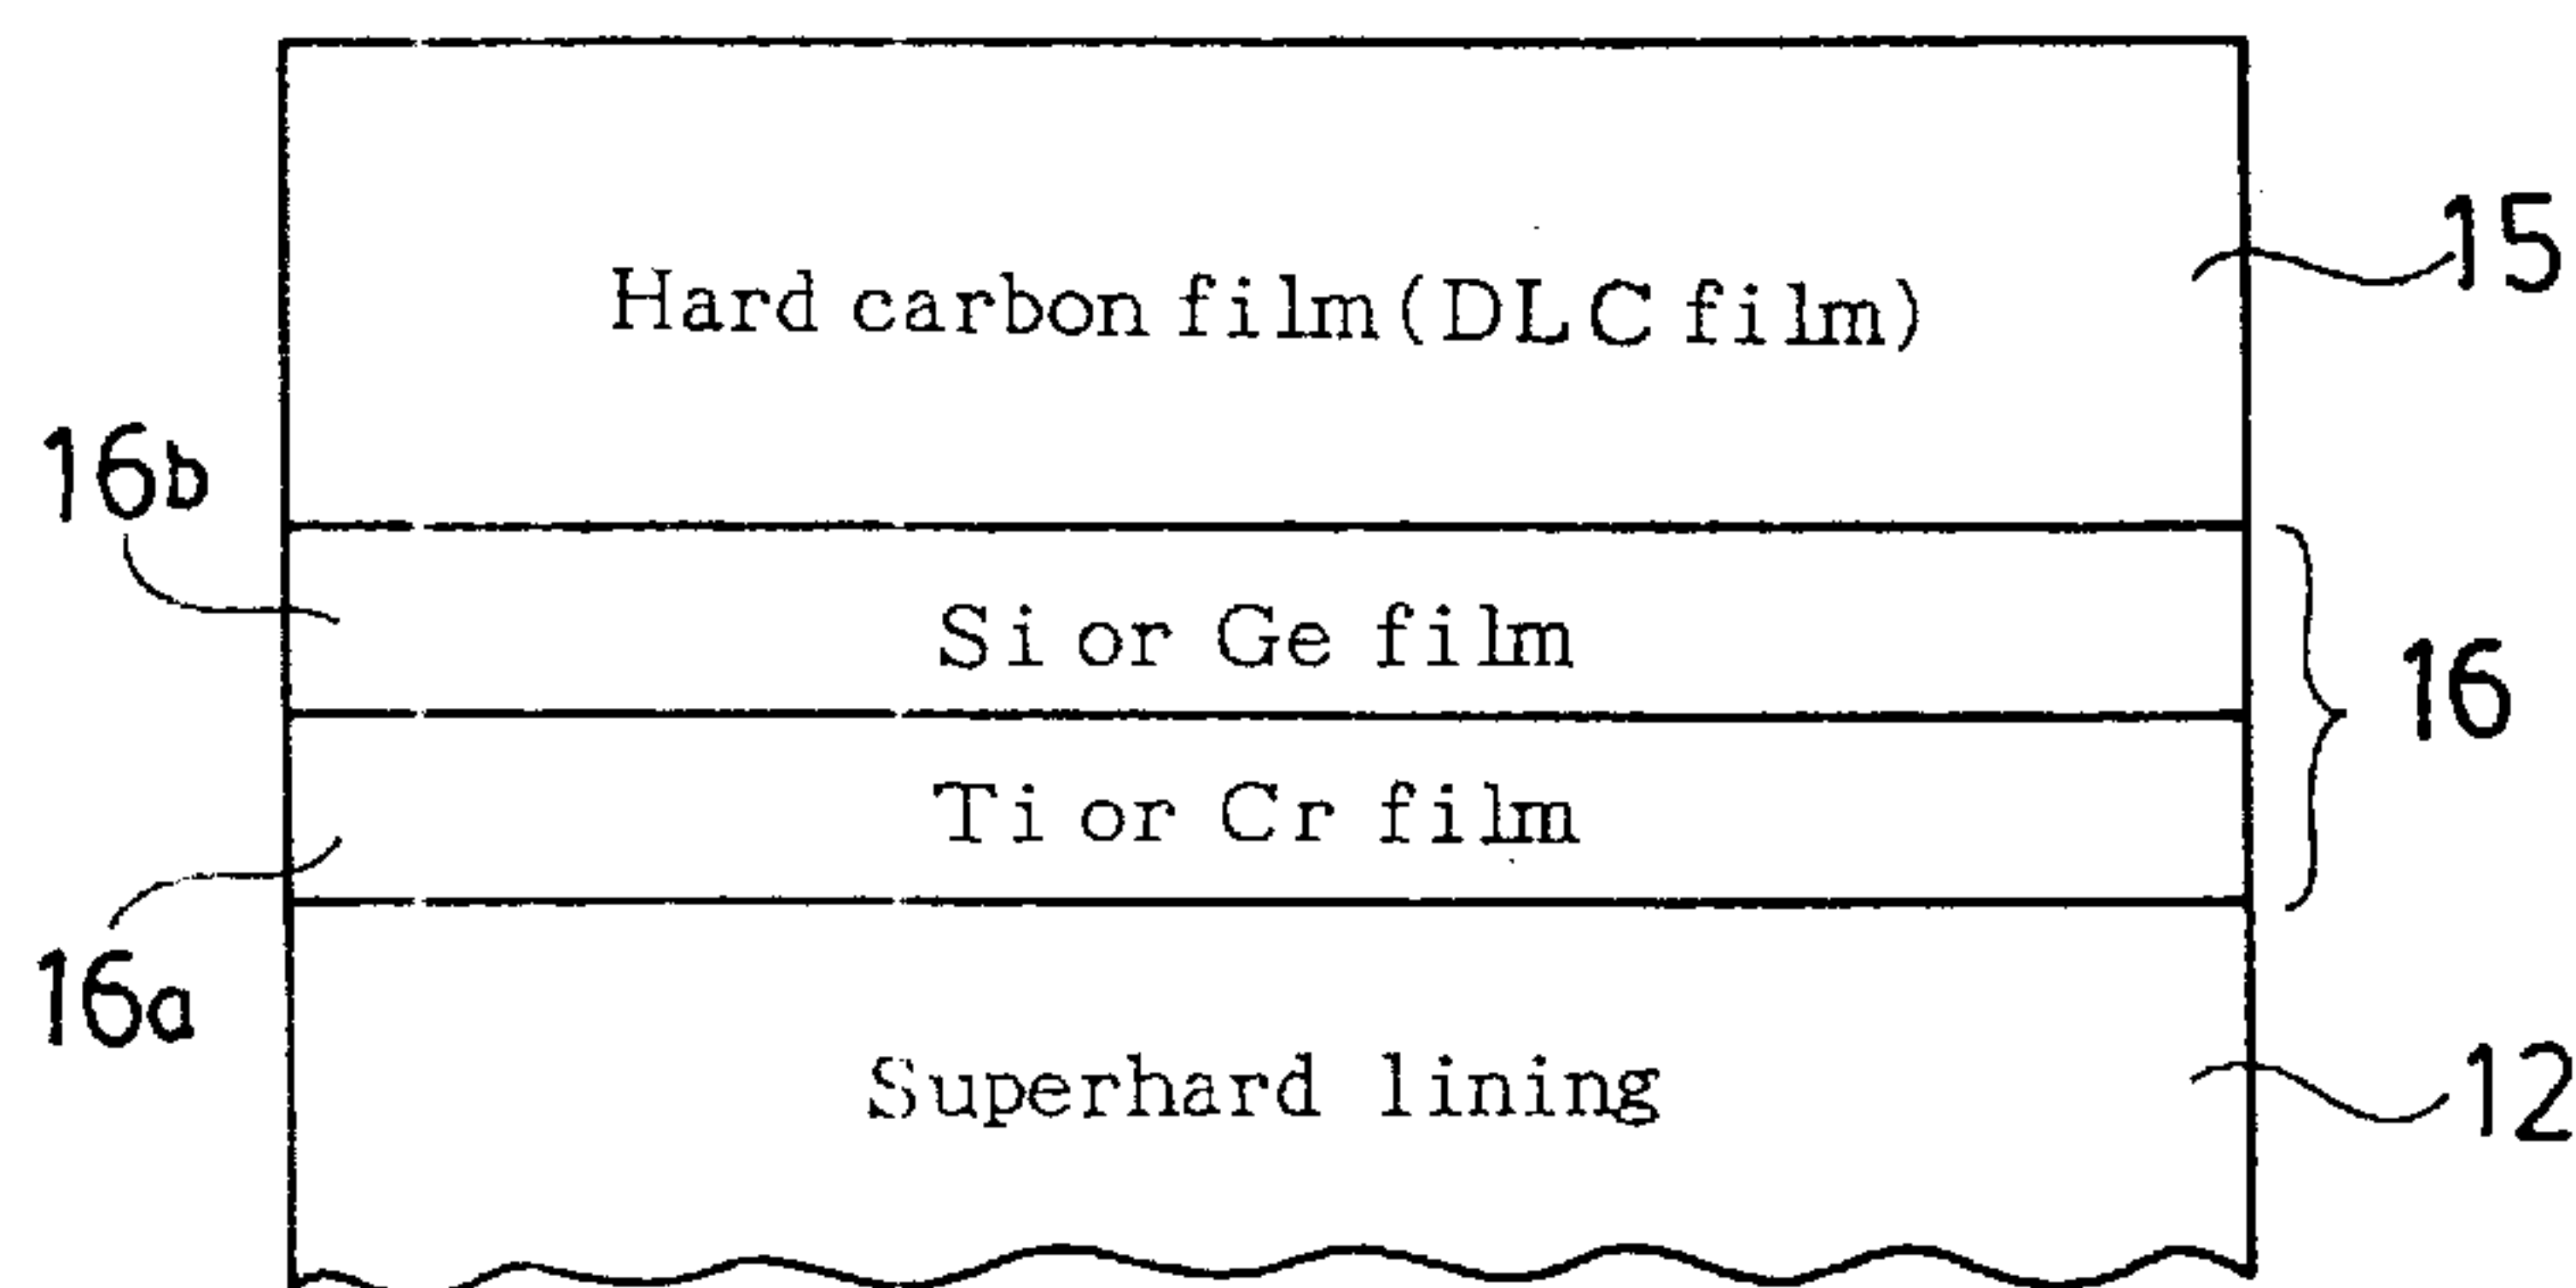 Hard carbon film(DLC film)
15
16b
Si or Ge film
16
Ti or Cr film
16a
Superhard lining
12